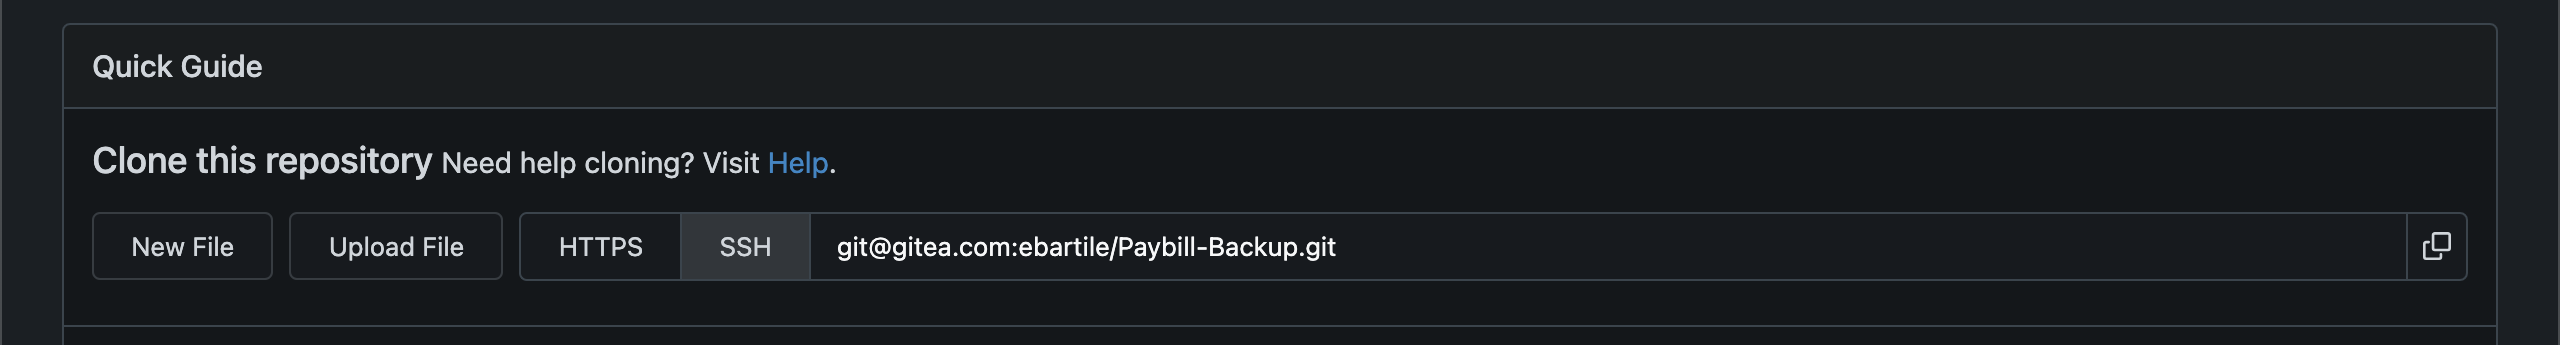 Quick Guide
Clone this repository Need help cloning? Visit Help.
New File Upload File HTTPS SSH git@gitea.com:ebartile/Paybill-Backup.git